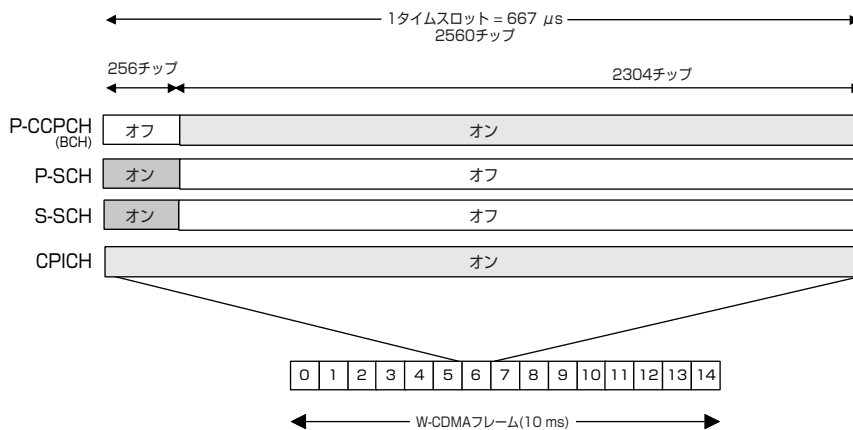 1タイムスロット = 667 μs
2560チップ
256チップ
2304チップ
P-CCPCH
(BCH)
オフ
オン
P-SCH
オン
オフ
S-SCH
オン
オフ
CPICH
オン
0 1 2 3 4 5 6 7 8 9 10 11 12 13 14
W-CDMAフレーム(10 ms)